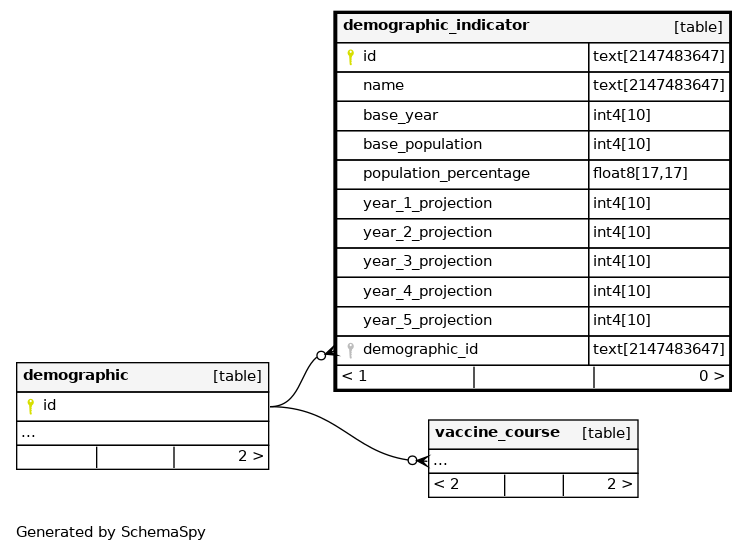 demographic_indicator [table]
id text[2147483647]
name text[2147483647]
base_year int4[10]
base_population int4[10]
population_percentage float8[17,17]
year_1_projection int4[10]
year_2_projection int4[10]
year_3_projection int4[10]
year_4_projection int4[10]
year_5_projection int4[10]
demographic_id text[2147483647]
< 1 0 >
demographic [table]
id
...
2 >
vaccine_course [table]
...
< 2 2 >
Generated by SchemaSpy